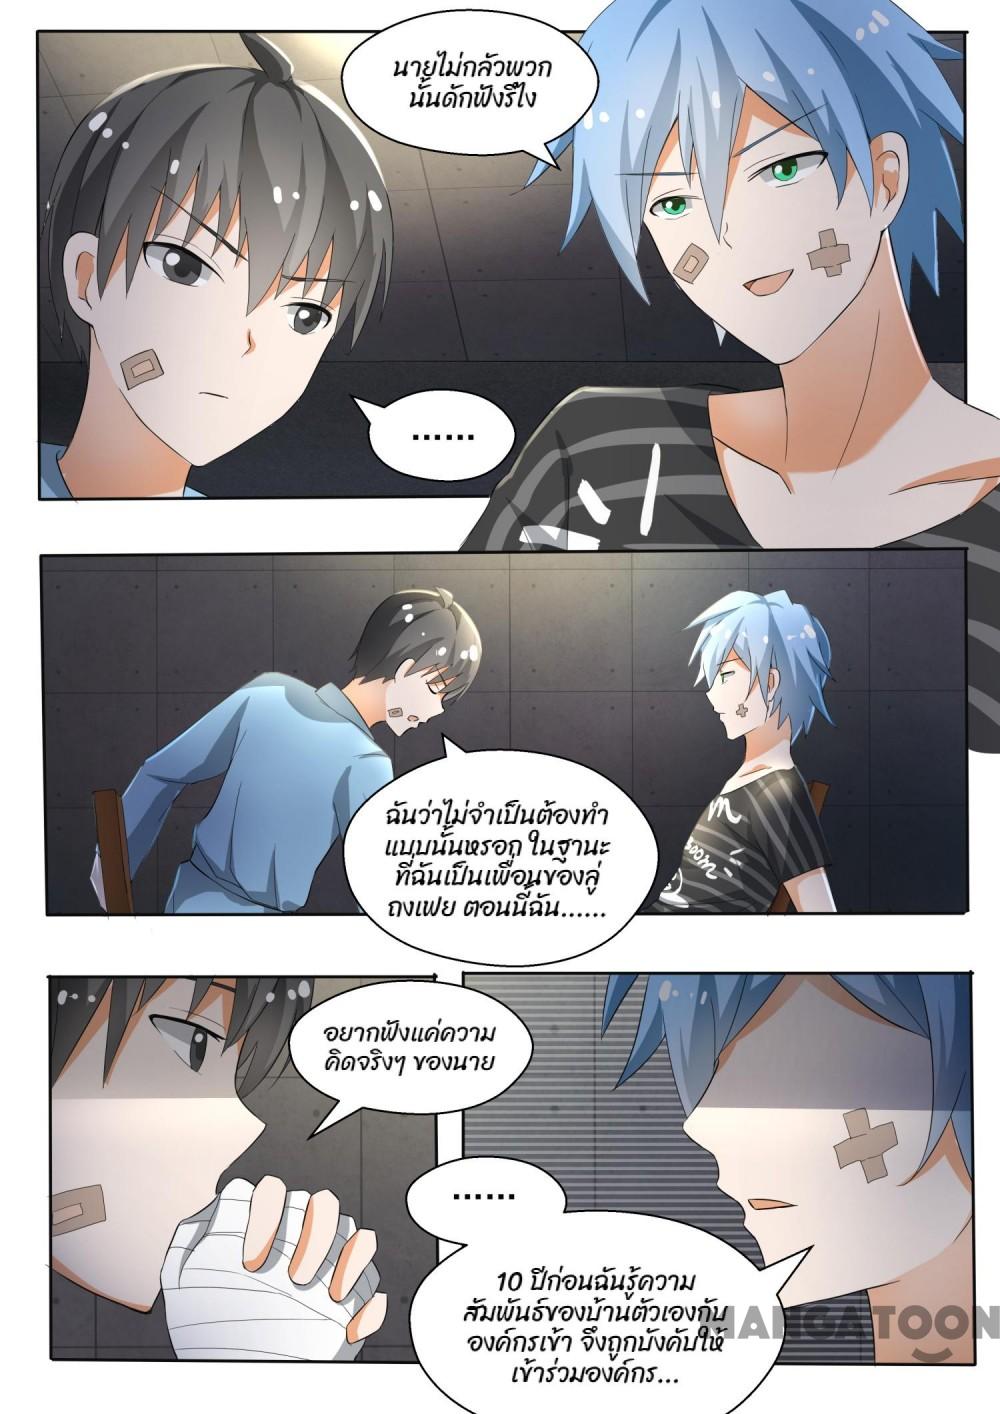 นายไม่กลัวพวก
นั้นดักฟังรึไง
......
ฉันว่าไม่จำเป็นต้องทำ
แบบนั้นหรอก ในฐานะ
ที่ฉันเป็นเพื่อนของลู่
ถงเฟย ตอนนี้ฉัน......
อยากฟังแค่ความ
คิดจริงๆ ของนาย
......
10 ปีก่อนฉันรู้ความ
สัมพันธ์ของบ้านตัวเองกับ
องค์กรเข้า จึงถูกบังคับให้
เข้าร่วมองค์กร...
MANGATOON